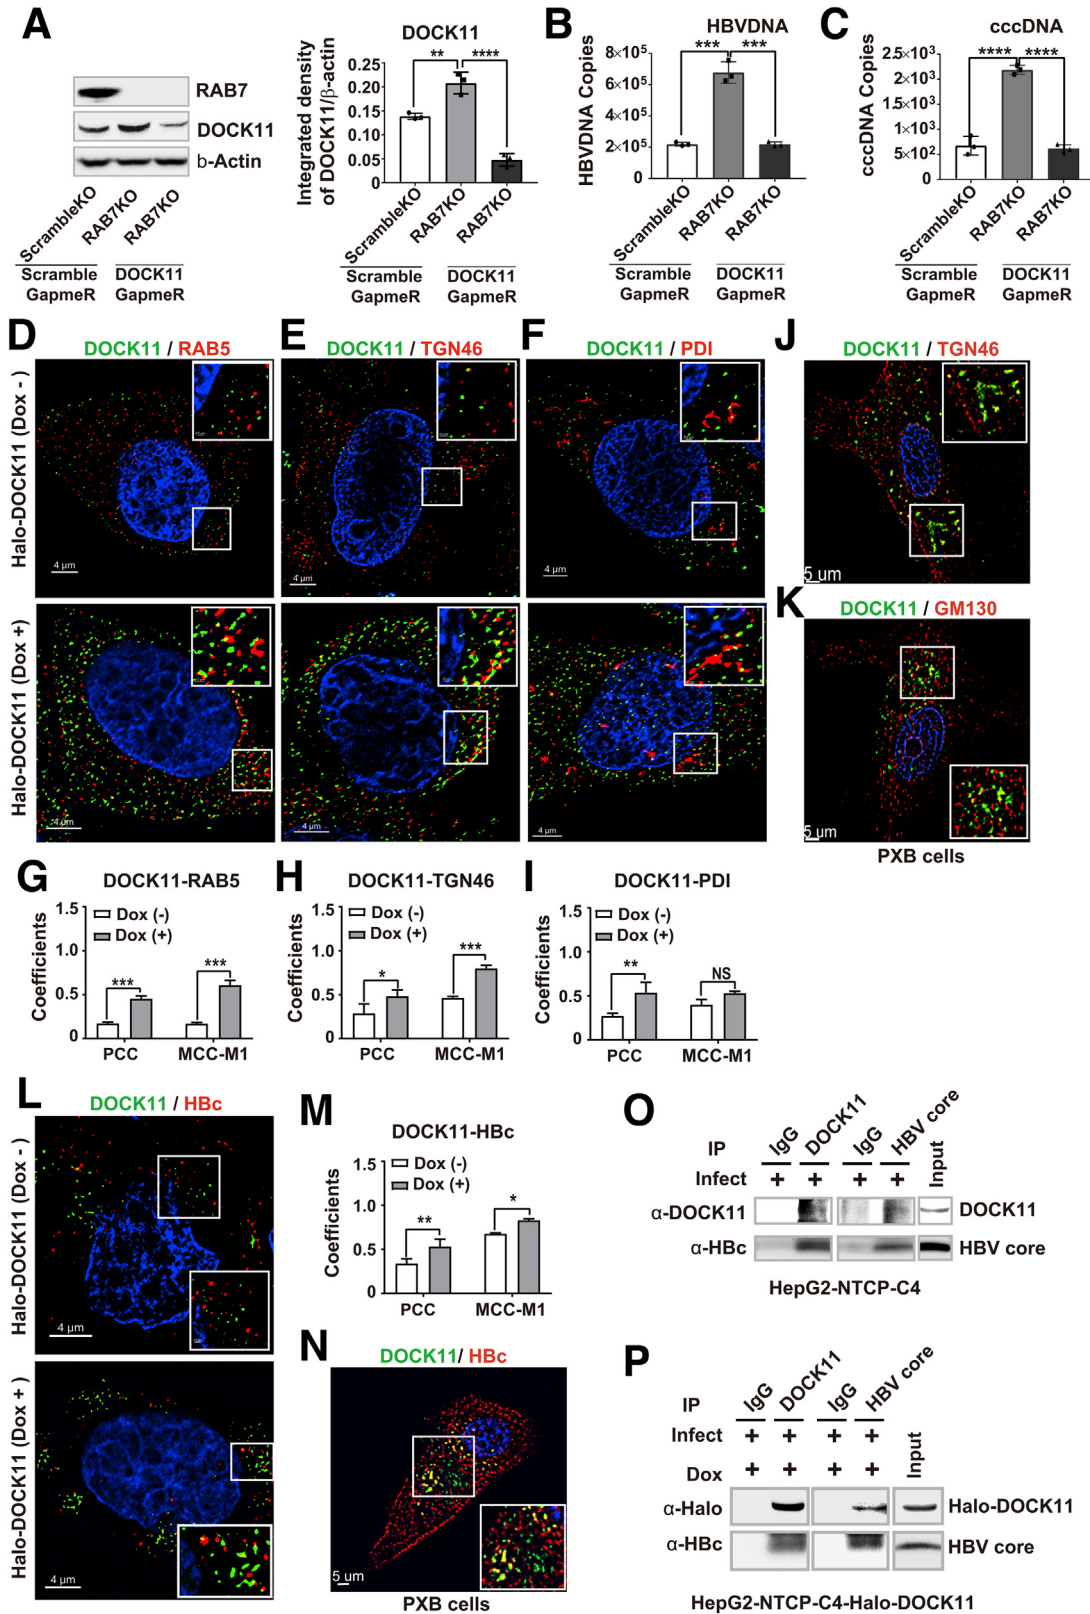 A
RAB7
DOCK11
b-Actin
ScrambleKO
RAB7KO
RAB7KO
Scramble
GapmeR
DOCK11
GapmeR
DOCK11
Integrated density
of DOCK11/β-actin
0.25
0.20
0.15
0.10
0.05
0
** ****
ScrambleKO
RAB7KO
RAB7KO
Scramble
GapmeR
DOCK11
GapmeR
B
HBVDNA
HBVDNA Copies
8×10⁵
6×10⁵
4×10⁵
2×10⁵
0
*** ***
ScrambleKO
RAB7KO
RAB7KO
Scramble
GapmeR
DOCK11
GapmeR
C
cccDNA
cccDNA Copies
2.5×10³
2×10³
1.5×10³
1×10³
5×10²
0
**** ****
ScrambleKO
RAB7KO
RAB7KO
Scramble
GapmeR
DOCK11
GapmeR
D
DOCK11 / RAB5
Halo-DOCK11 (Dox -)
4 μm
Halo-DOCK11 (Dox +)
4 μm
E
DOCK11 / TGN46
4 μm
4 μm
F
DOCK11 / PDI
4 μm
4 μm
J
DOCK11 / TGN46
5 um
K
DOCK11 / GM130
5 um
PXB cells
G
DOCK11-RAB5
Coefficients
1.5
1.0
0.5
0
Dox (-)
Dox (+)
*** ***
PCC MCC-M1
H
DOCK11-TGN46
Coefficients
1.5
1.0
0.5
0
Dox (-)
Dox (+)
* ***
PCC MCC-M1
I
DOCK11-PDI
Coefficients
1.5
1.0
0.5
0
Dox (-)
Dox (+)
** NS
PCC MCC-M1
L
DOCK11 / HBc
Halo-DOCK11 (Dox -)
4 μm
Halo-DOCK11 (Dox +)
4 μm
M
DOCK11-HBc
Coefficients
1.5
1.0
0.5
0
Dox (-)
Dox (+)
** *
PCC MCC-M1
N
DOCK11/ HBc
5 um
PXB cells
O
IP IgG DOCK11 IgG HBV core Input
Infect + + + +
α-DOCK11 DOCK11
α-HBc HBV core
HepG2-NTCP-C4
P
IP IgG DOCK11 IgG HBV core Input
Infect + + + +
Dox + + + +
α-Halo Halo-DOCK11
α-HBc HBV core
HepG2-NTCP-C4-Halo-DOCK11